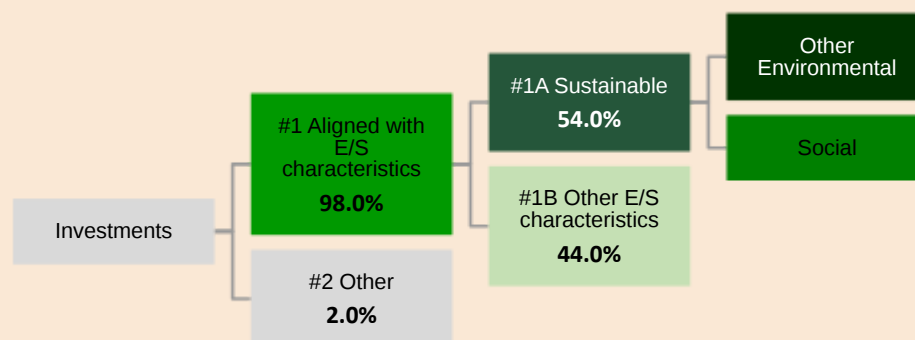 Investments
#1 Aligned with
E/S
characteristics
98.0%
#2 Other
2.0%
#1A Sustainable
54.0%
#1B Other E/S
characteristics
44.0%
Other
Environmental
Social